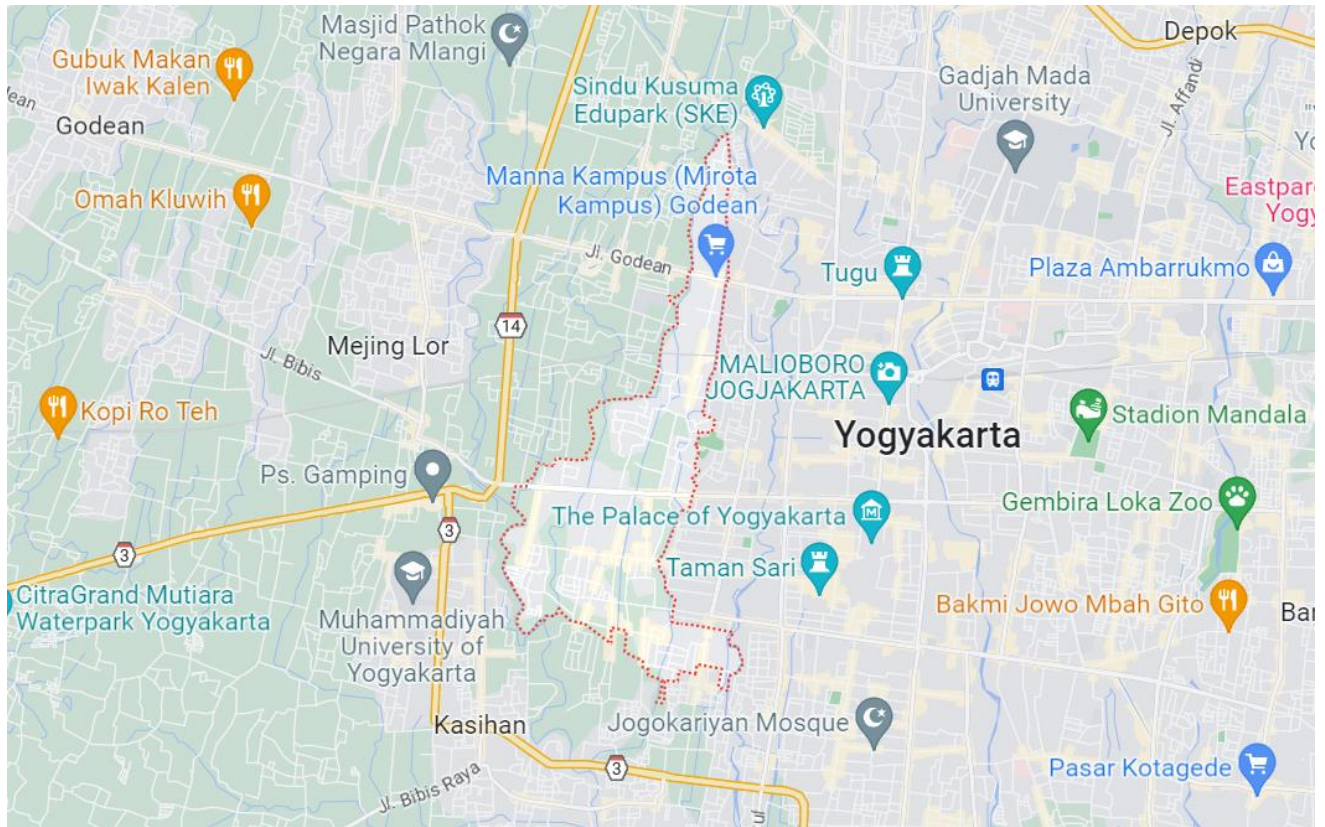 Masjid Pathok
Negara Mlangi
Depok
Gubuk Makan
Iwak Kalen
Sindu Kusuma
Edupark (SKE)
Gadjah Mada
University
Jl. Affandi
ean
Godean
Yo
Manna Kampus (Mirota
Kampus) Godean
Omah Kluwih
Eastparc
Yogy
Jl. Godean
Tugu
Plaza Ambarrukmo
14
Mejing Lor
Jl. Bibis
MALIOBORO
JOGJAKARTA
Kopi Ro Teh
Stadion Mandala
Yogyakarta
Ps. Gamping
Gembira Loka Zoo
The Palace of Yogyakarta
M
3
3
Taman Sari
CitraGrand Mutiara
Waterpark Yogyakarta
Bakmi Jowo Mbah Gito
Ban
Muhammadiyah
University of
Yogyakarta
Kasihan
Jogokariyan Mosque
3
Pasar Kotagede
Jl. Bibis Raya